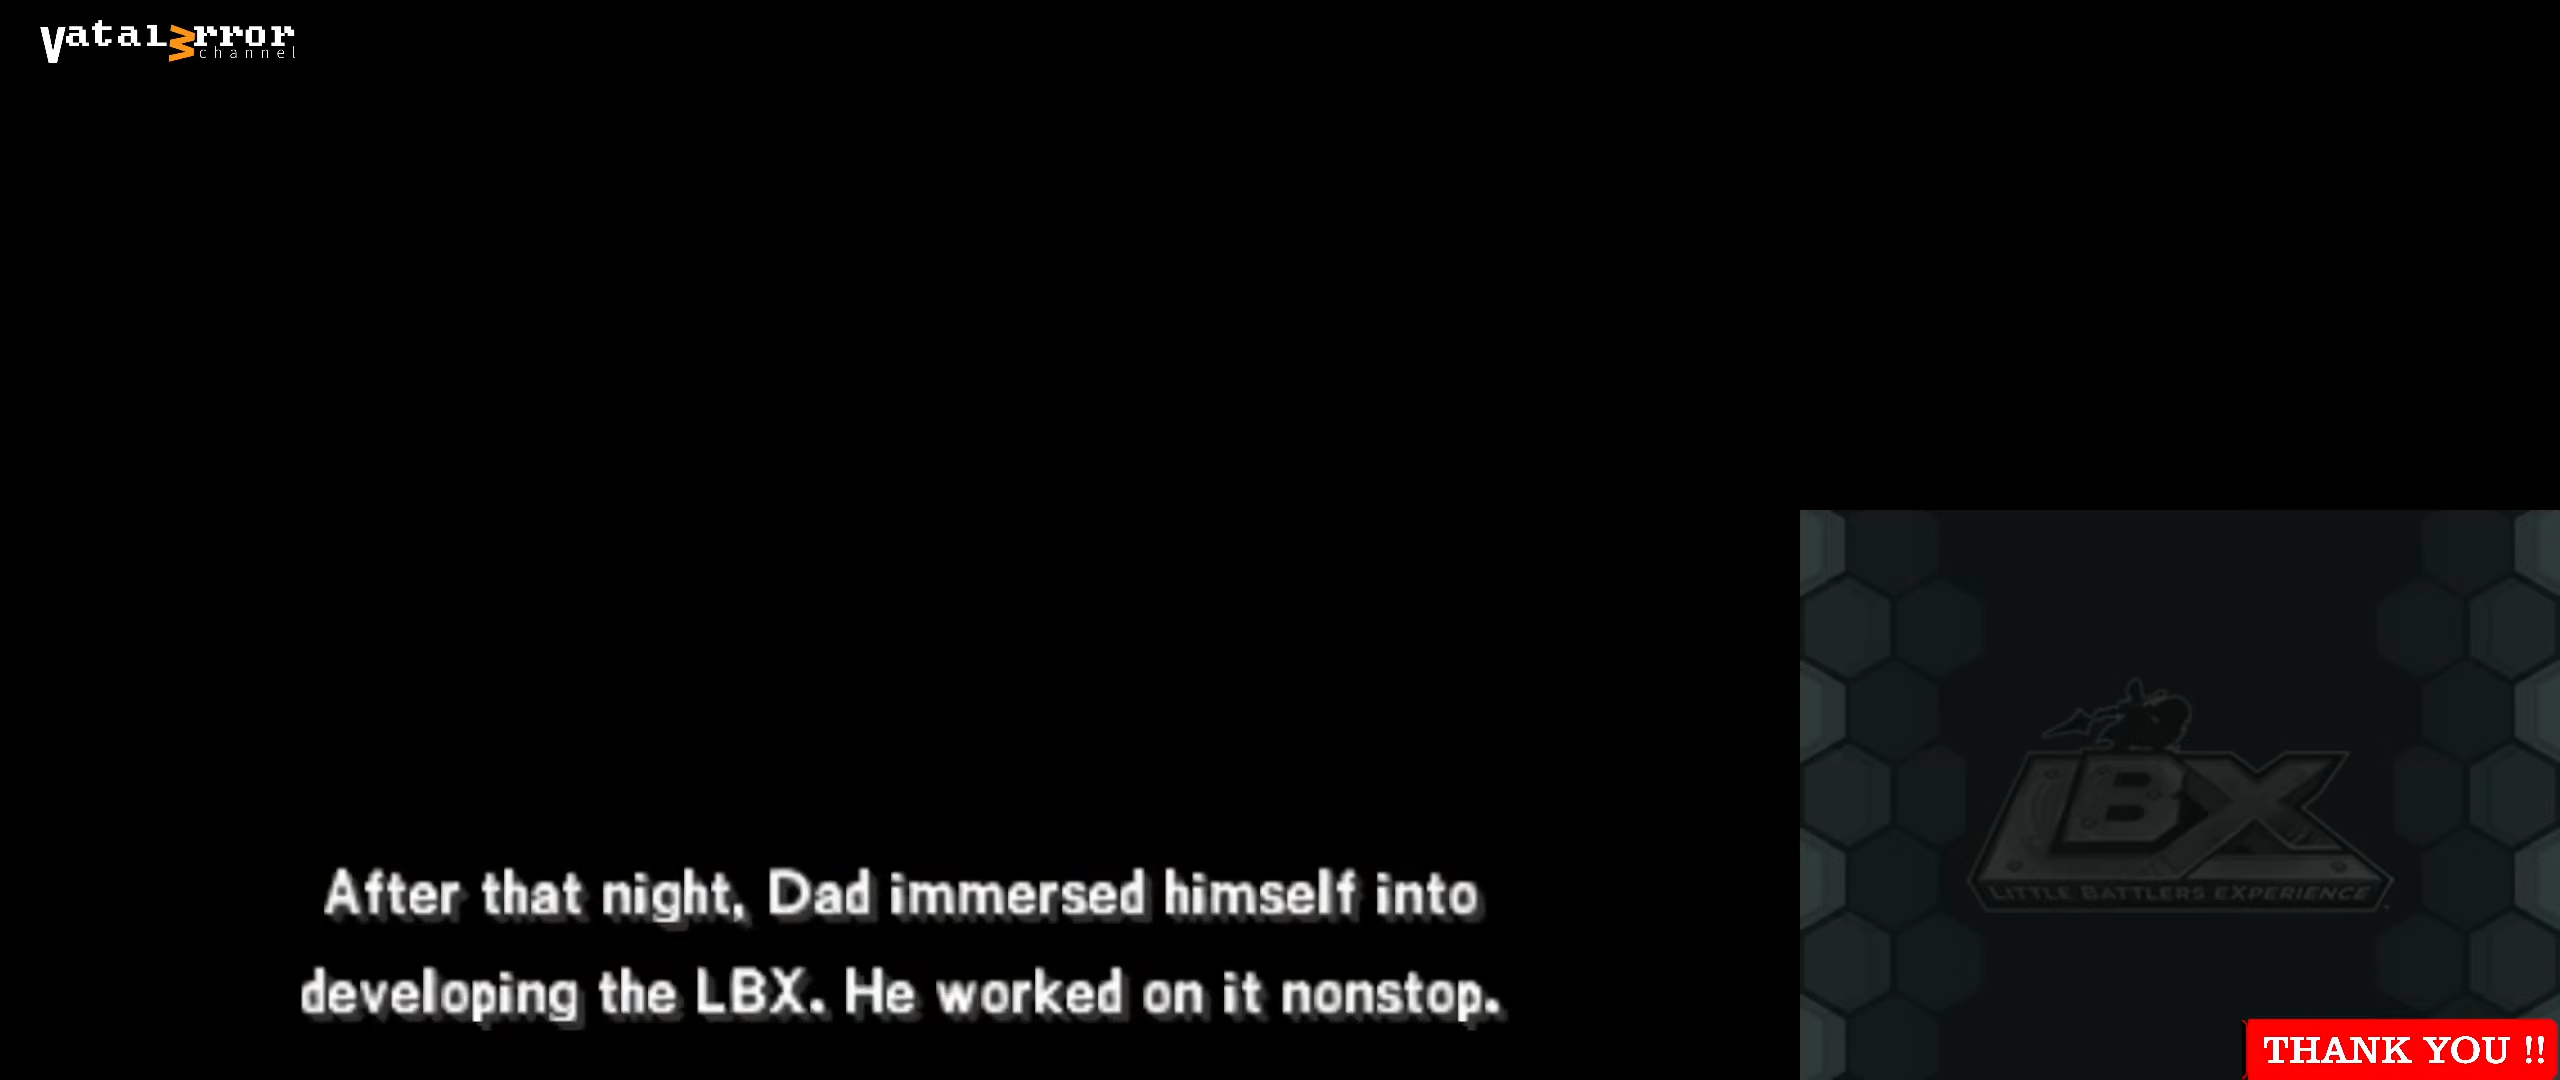 Vatal3rror
channel
After that night, Dad immersed himself into
developing the LBX. He worked on it nonstop.
LBX
LITTLE BATTLERS EXPERIENCE
THANK YOU !!